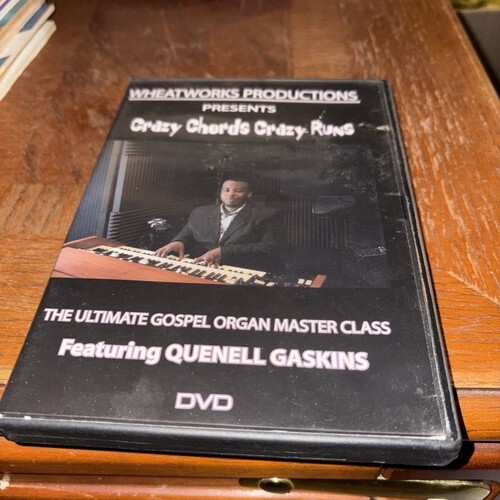 WHEATWORKS PRODUCTIONS
PRESENTS
Crazy Chords Crazy Runs
THE ULTIMATE GOSPEL ORGAN MASTER CLASS
Featuring QUENELL GASKINS
DVD